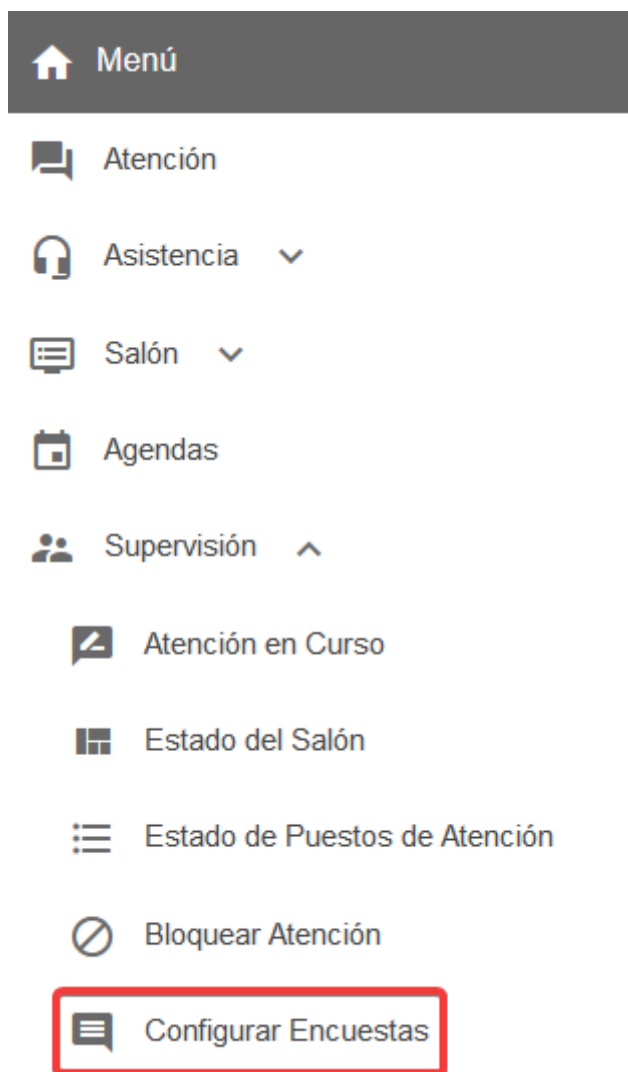 Menú
Atención
Asistencia
Salón
Agendas
Supervisión
Atención en Curso
Estado del Salón
Estado de Puestos de Atención
Bloquear Atención
Configurar Encuestas